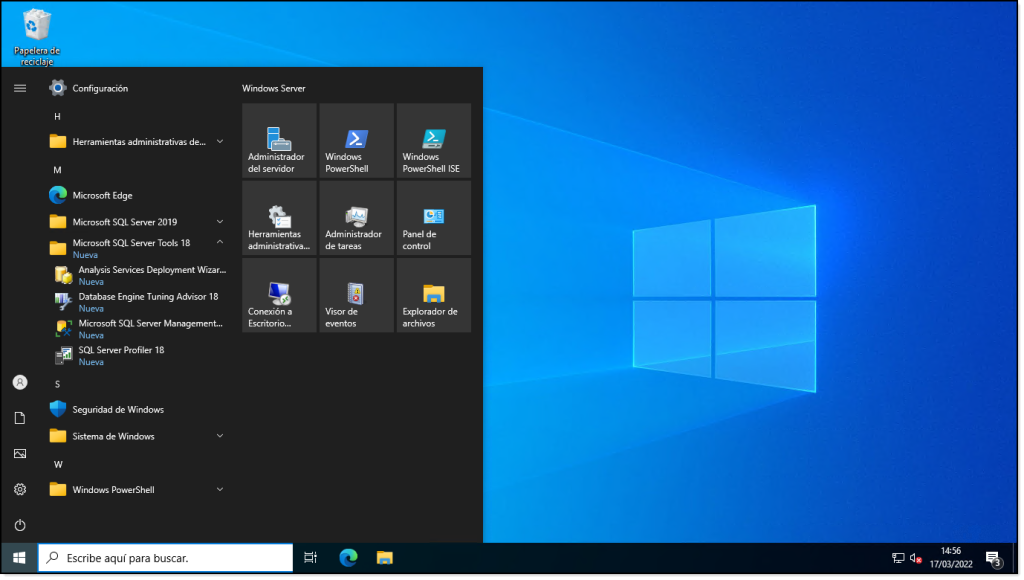 Papelera de
reciclaje
Configuración
H
Herramientas administrativas de...
M
Microsoft Edge
Microsoft SQL Server 2019
Microsoft SQL Server Tools 18
Nueva
Analysis Services Deployment Wizar...
Nueva
Database Engine Tuning Advisor 18
Nueva
Microsoft SQL Server Management...
Nueva
SQL Server Profiler 18
Nueva
S
Seguridad de Windows
Sistema de Windows
W
Windows PowerShell
Windows Server
Administrador
del servidor
Windows
PowerShell
Windows
PowerShell ISE
Herramientas
administrativa...
Administrador
de tareas
Panel de
control
Conexión a
Escritorio...
Visor de
eventos
Explorador de
archivos
Escribe aquí para buscar.
14:56
17/03/2022
3